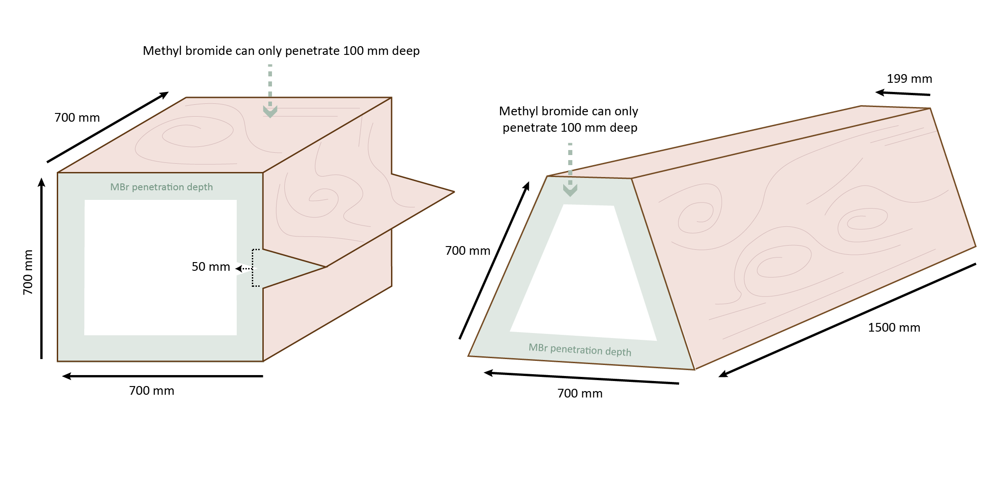 Methyl bromide can only penetrate 100 mm deep
700 mm
MBr penetration depth
700 mm
50 mm
700 mm
199 mm
Methyl bromide can only
penetrate 100 mm deep
700 mm
1500 mm
MBr penetration depth
700 mm